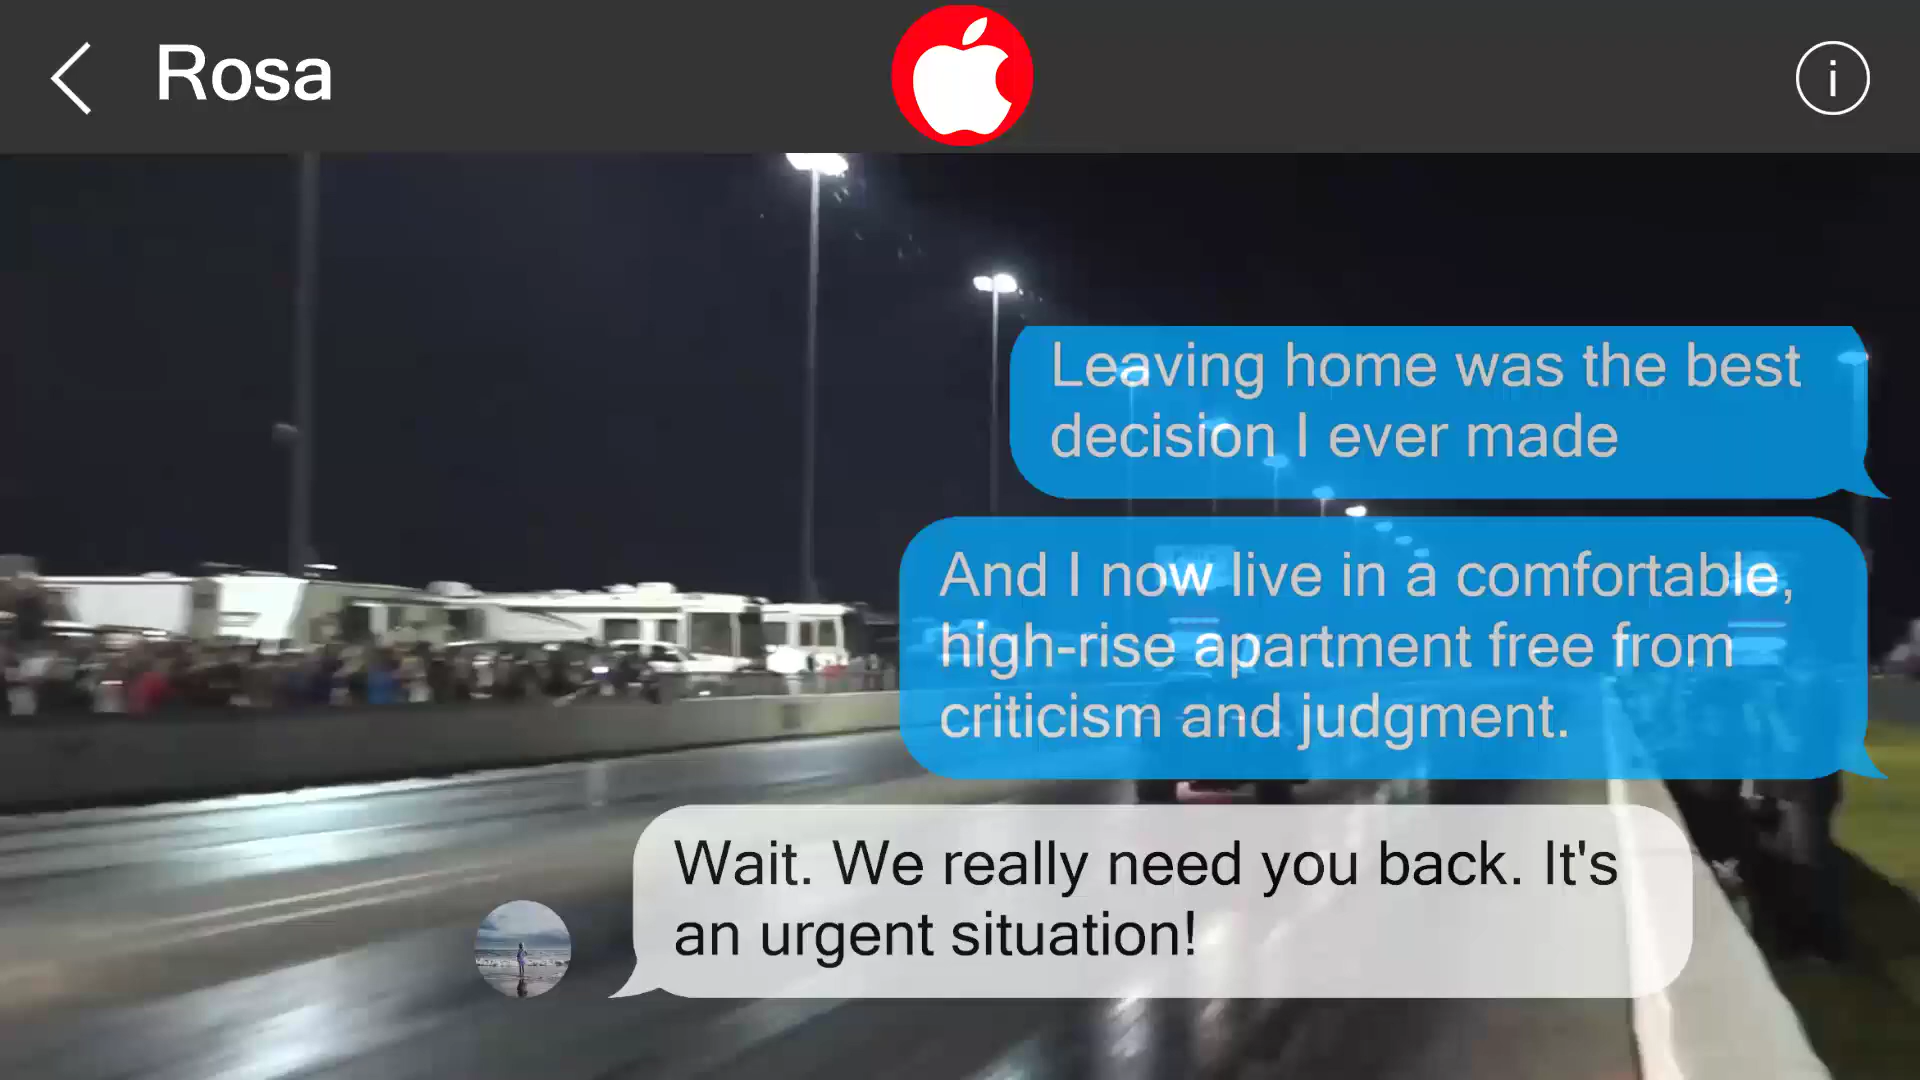 Rosa
Leaving home was the best
decision I ever made
And I now live in a comfortable,
high-rise apartment free from
criticism and judgment.
Wait. We really need you back. It's
an urgent situation!